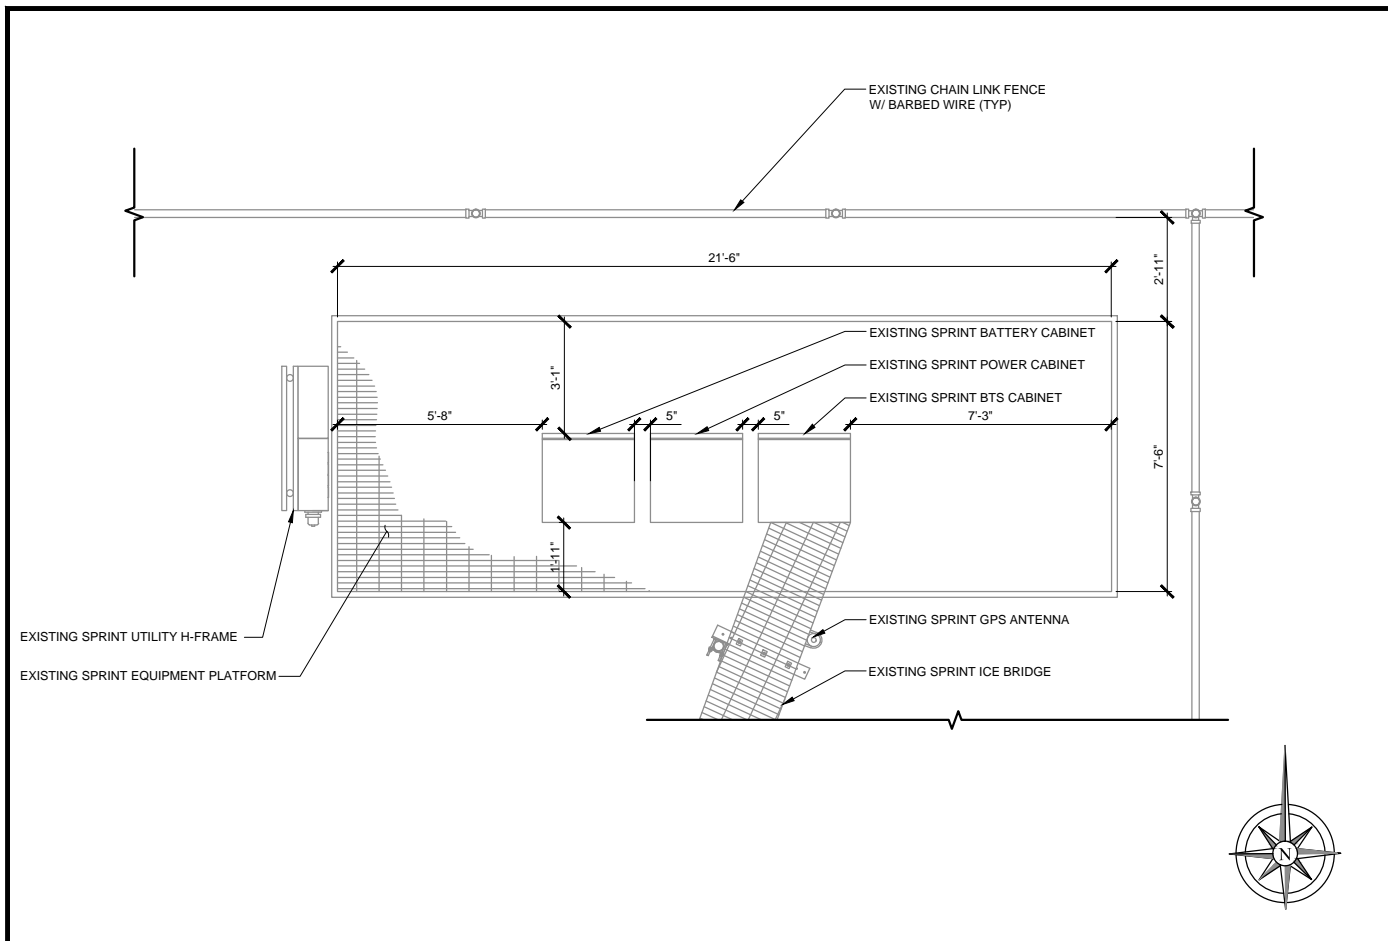 EXISTING CHAIN LINK FENCE
W/ BARBED WIRE (TYP)
21'-6"
2'-11"
EXISTING SPRINT BATTERY CABINET
EXISTING SPRINT POWER CABINET
3'-1"
EXISTING SPRINT BTS CABINET
5'-8"
5"
5"
7'-3"
7'-6"
1'-11"
EXISTING SPRINT GPS ANTENNA
EXISTING SPRINT UTILITY H-FRAME
EXISTING SPRINT ICE BRIDGE
EXISTING SPRINT EQUIPMENT PLATFORM
N